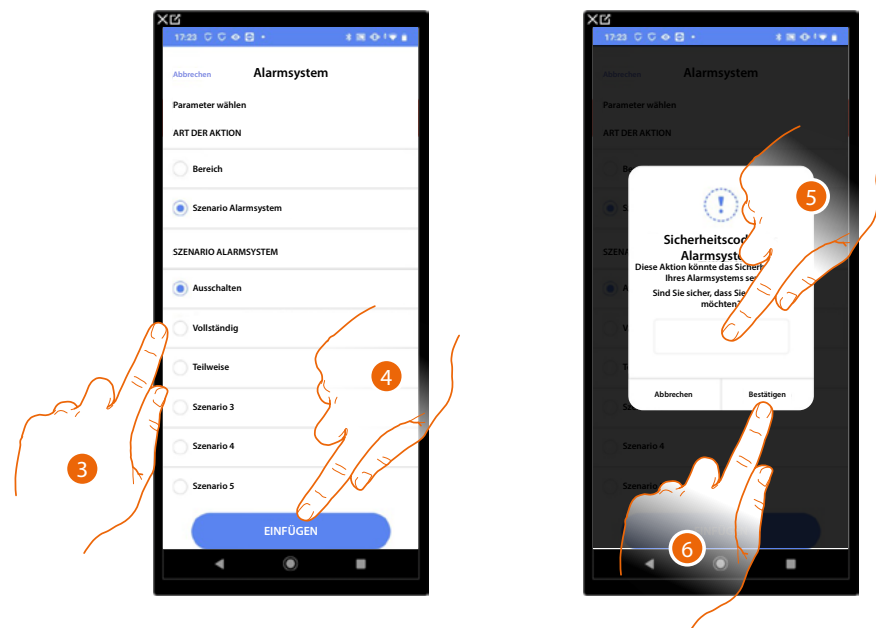 17:23
Abbrechen Alarmsystem
Parameter wählen
ART DER AKTION
Bereich
Szenario Alarmsystem
SZENARIO ALARMSYSTEM
Ausschalten
Vollständig
Teilweise
Szenario 3
Szenario 4
Szenario 5
EINFÜGEN
3
4
17:23
Abbrechen Alarmsystem
Parameter wählen
ART DER AKTION
Sicherheitscod
Alarmsyst
Diese Aktion könnte das Sicher
Ihres Alarmsystems
Sind Sie sicher, dass Sie
möchten
Abbrechen Bestätigen
Szenario 4
Szenario
5
6